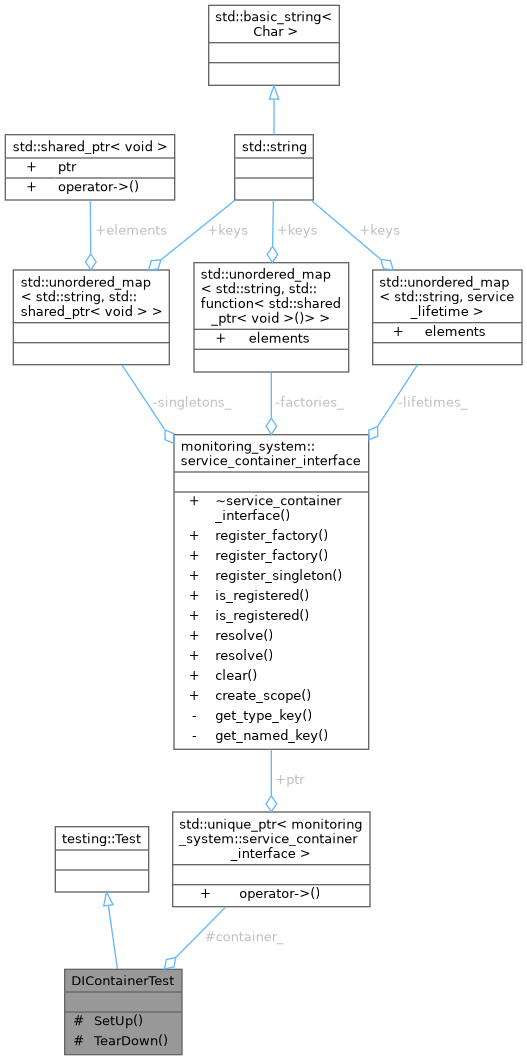 std::basic_string<
Char >
std::shared_ptr< void >
+ ptr
+ operator->()
std::string
+elements
+keys
+keys
+keys
std::unordered_map
< std::string, std::
shared_ptr< void > >
std::unordered_map
< std::string, std::
function< std::shared
_ptr< void >()> >
+ elements
std::unordered_map
< std::string, service
_lifetime >
+ elements
-singletons_
-factories_
-lifetimes_
monitoring_system::
service_container_interface
+ ~service_container
_interface()
+ register_factory()
+ register_factory()
+ register_singleton()
+ is_registered()
+ is_registered()
+ resolve()
+ resolve()
+ clear()
+ create_scope()
- get_type_key()
- get_named_key()
+ptr
std::unique_ptr< monitoring
_system::service_container
_interface >
+ operator->()
testing::Test
#container_
DIContainerTest
# SetUp()
# TearDown()